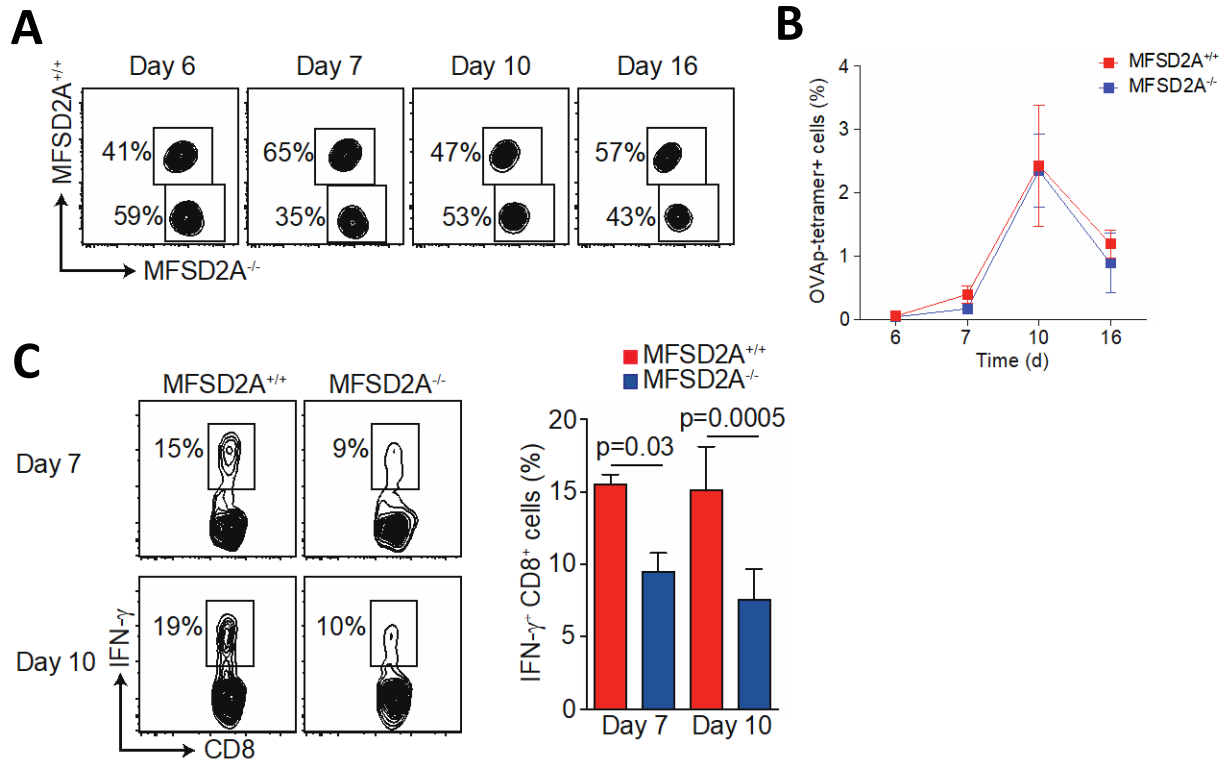 A
Day 6
Day 7
Day 10
Day 16
MFSD2A+/+
41%
65%
47%
57%
59%
35%
53%
43%
MFSD2A-/-
B
MFSD2A+/+
MFSD2A-/-
4
3
2
1
0
OVAp-tetramer+ cells (%)
6
7
10
16
Time (d)
C
MFSD2A+/+
MFSD2A-/-
Day 7
15%
9%
Day 10
19%
10%
IFN-γ
CD8
MFSD2A+/+
MFSD2A-/-
20
15
10
5
0
IFN-γ+ CD8+ cells (%)
p=0.03
p=0.0005
Day 7
Day 10